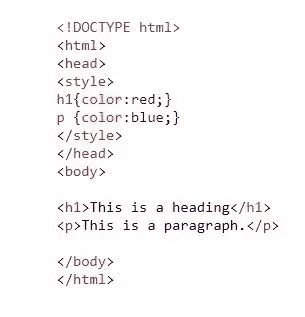 <!DOCTYPE html>
<html>
<head>
<style>
h1{color:red;}
p {color:blue;}
</style>
</head>
<body>
<h1>This is a heading</h1>
<p>This is a paragraph.</p>
</body>
</html>